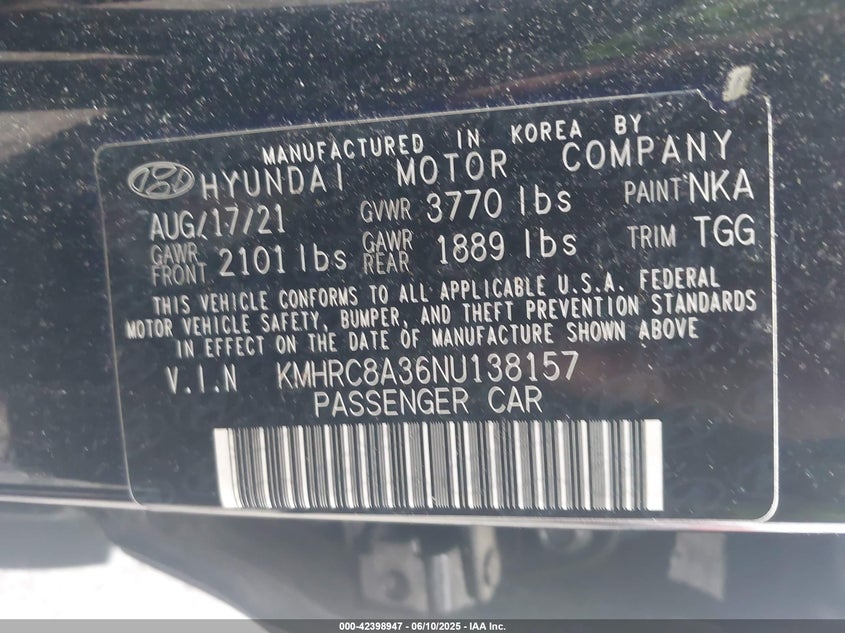 MANUFACTURED IN KOREA BY
HYUNDAI MOTOR COMPANY
AUG/17/21 GVWR 3770 lbs PAINT NKA
GAWR FRONT 2101 lbs GAWR REAR 1889 lbs TRIM TGG
THIS VEHICLE CONFORMS TO ALL APPLICABLE U.S.A. FEDERAL
MOTOR VEHICLE SAFETY, BUMPER, AND THEFT PREVENTION STANDARDS
IN EFFECT ON THE DATE OF MANUFACTURE SHOWN ABOVE
V.I.N KMHRC8A36NU138157
PASSENGER CAR
000-42398947 - 06/10/2025 - IAA Inc.